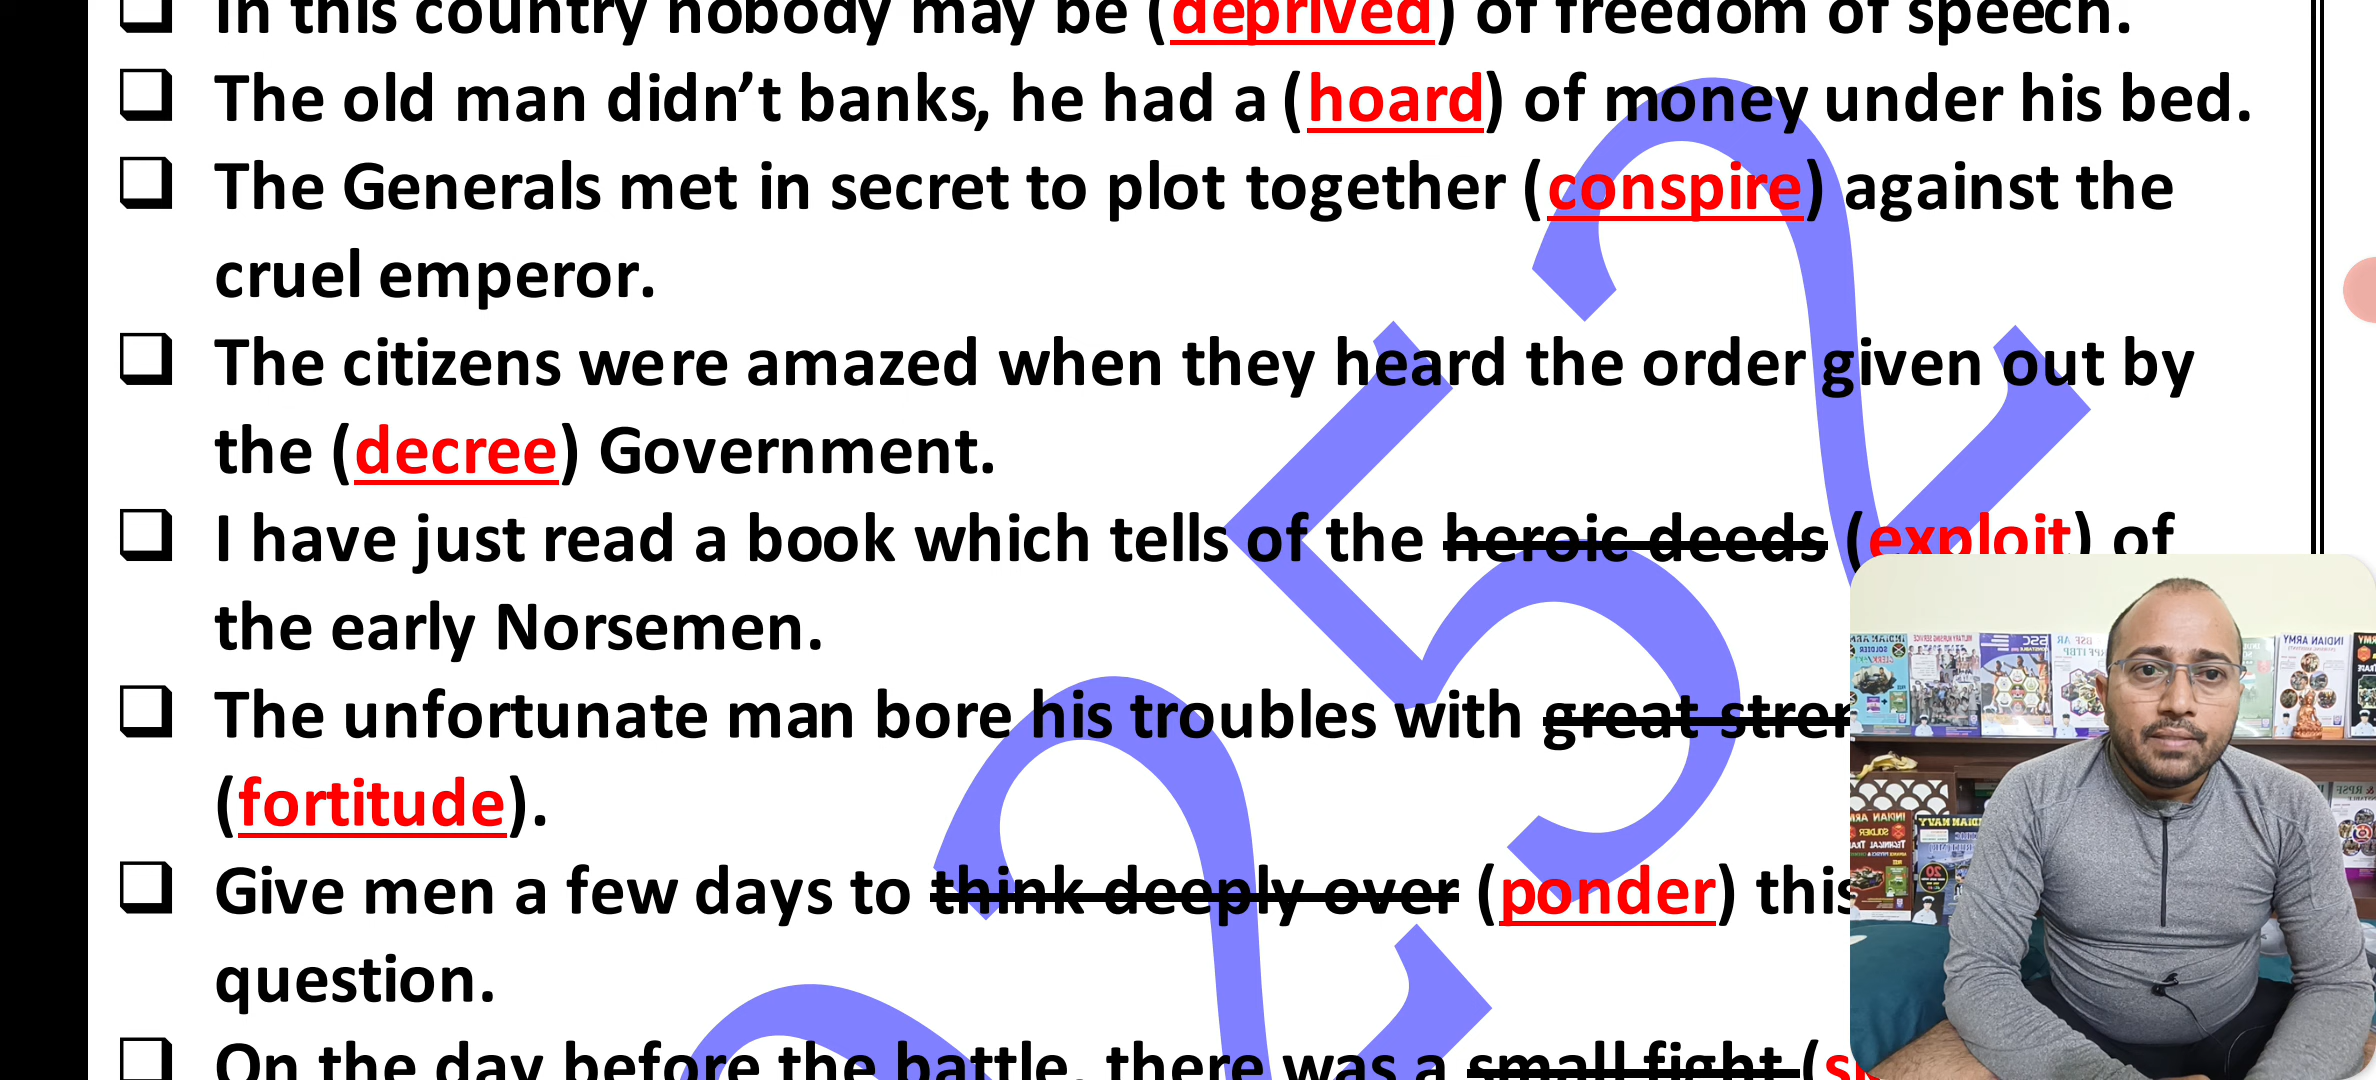 In this country nobody may be (deprived) of freedom of speech.
The old man didn’t banks, he had a (hoard) of money under his bed.
The Generals met in secret to plot together (conspire) against the
cruel emperor.
The citizens were amazed when they heard the order given out by
the (decree) Government.
I have just read a book which tells of the heroic deeds (exploit) of
the early Norsemen.
The unfortunate man bore his troubles with great
(fortitude).
Give men a few days to think deeply over (ponder) this
question.
On the day before the battle, there was a small fight (